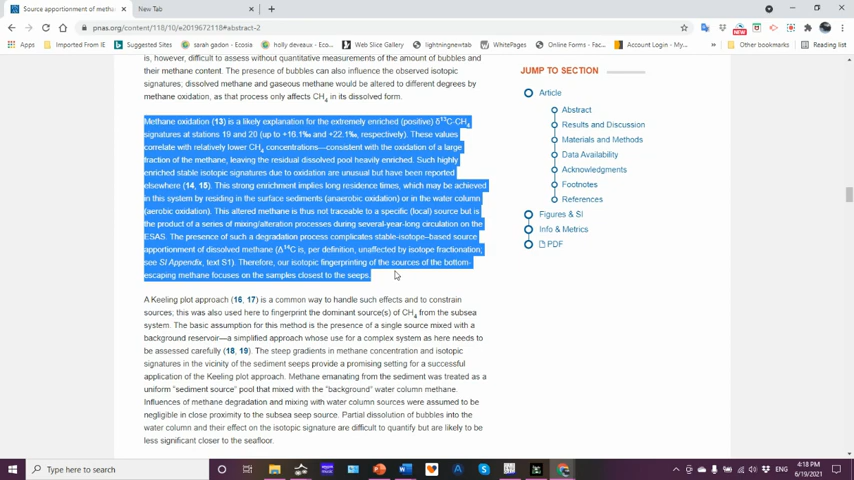 Source apportionment of metha
New Tab
pnas.org/content/118/10/e2019672118#abstract-2
Apps
Imported From IE
Suggested Sites
sarah gadon - Ecosia
holly deveaux - Ecosi...
Web Slice Gallery
lightningnewtab
WhitePages
Online Forms - Face...
Account Login - My...
»
Other bookmarks
Reading list
NEW
is, however, difficult to assess without quantitative measurements of the amount of bubbles and
their methane content. The presence of bubbles can also influence the observed isotopic
signatures, dissolved methane and gaseous methane would be altered to different degrees by
methane oxidation, as that process only affects CH4 in its dissolved form.
Methane oxidation (13) is a likely explanation for the extremely enriched (positive) δ13C-CH4
signatures at stations 19 and 20 (up to +16.1‰ and +22.1‰, respectively). These values
correlate with relatively lower CH4 concentrations—consistent with the oxidation of a large
fraction of the methane, leaving the residual dissolved pool heavily enriched. Such highly
enriched stable isotopic signatures due to oxidation are unusual but have been reported
elsewhere (14, 15). This strong enrichment implies long residence times, which may be achieved
in this system by residing in the surface sediments (anaerobic oxidation) or in the water column
(aerobic oxidation). This altered methane is thus not traceable to a specific (local) source but is
the product of a series of mixing/alteration processes during several-year-long circulation on the
ESAS. The presence of such a degradation process complicates stable-isotope–based source
apportionment of dissolved methane (Δ14C is, per definition, unaffected by isotope fractionation,
see SI Appendix, text S1). Therefore, our isotopic fingerprinting of the sources of the bottom-
escaping methane focuses on the samples closest to the seeps.
A Keeling plot approach (16, 17) is a common way to handle such effects and to constrain
sources; this was also used here to fingerprint the dominant source(s) of CH4 from the subsea
system. The basic assumption for this method is the presence of a single source mixed with a
background reservoir—a simplified approach whose use for a complex system as here needs to
be assessed carefully (18, 19). The steep gradients in methane concentration and isotopic
signatures in the vicinity of the sediment seeps provide a promising setting for a successful
application of the Keeling plot approach. Methane emanating from the sediment was treated as a
uniform "sediment source" pool that mixed with the "background" water column methane.
Influences of methane degradation and mixing with water column sources were assumed to be
negligible in close proximity to the subsea seep source. Partial dissolution of bubbles into the
water column and their effect on the isotopic signature are difficult to quantify but are likely to be
less significant closer to the seafloor.
JUMP TO SECTION
Article
Abstract
Results and Discussion
Materials and Methods
Data Availability
Acknowledgments
Footnotes
References
Figures & SI
Info & Metrics
PDF
Type here to search
ENG
4:18 PM
6/19/2021